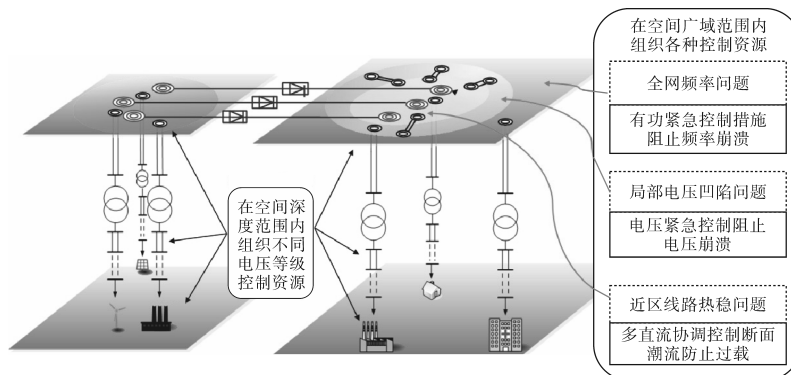 在空间广域范围内
组织各种控制资源
全网频率问题
有功紧急控制措施
阻止频率崩溃
局部电压凹陷问题
电压紧急控制阻止
电压崩溃
近区线路热稳问题
多直流协调控制断面
潮流防止过载
在空间深
度范围内
组织不同
电压等级
控制资源